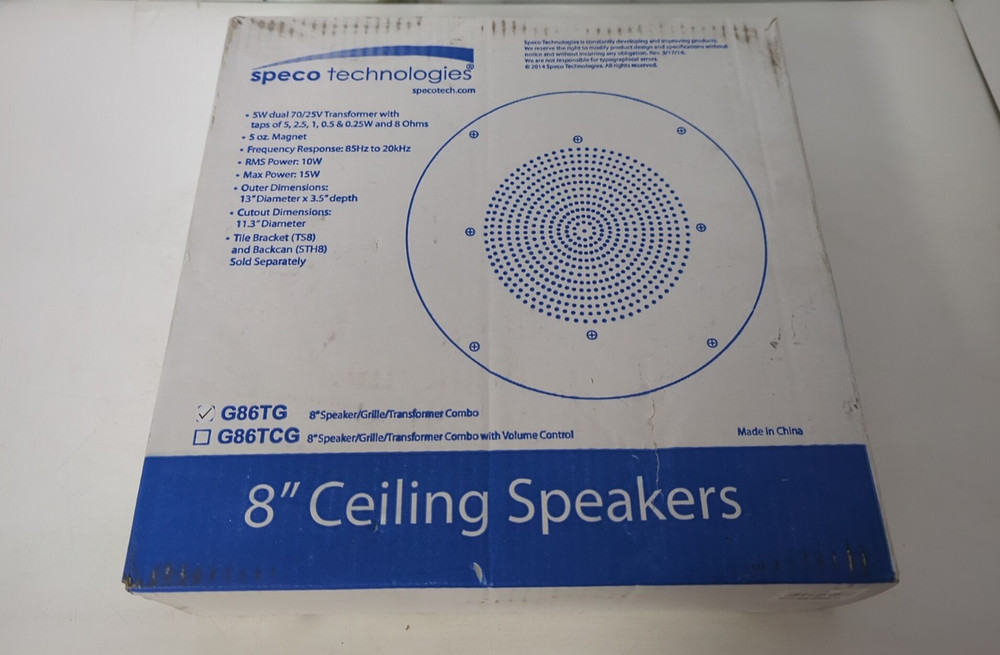 speco technologies®
specotech.com
Speco Technologies is constantly developing and improving products.
We reserve the right to modify product design and specifications without
notice and without incurring any obligation. Rev. 3/17/14.
We are not responsible for typographical errors.
© 2014 Speco Technologies. All rights reserved.
• 5W dual 70/25V Transformer with
taps of 5, 2.5, 1, 0.5 & 0.25W and 8 Ohms
• 5 oz. Magnet
• Frequency Response: 85Hz to 20kHz
• RMS Power: 10W
• Max Power: 15W
• Outer Dimensions:
13" Diameter x 3.5" depth
• Cutout Dimensions:
11.3" Diameter
• Tile Bracket (TS8)
and Backcan (STH8)
Sold Separately
G86TG 8" Speaker/Grille/Transformer Combo
G86TCG 8" Speaker/Grille/Transformer Combo with Volume Control
Made in China
8" Ceiling Speakers